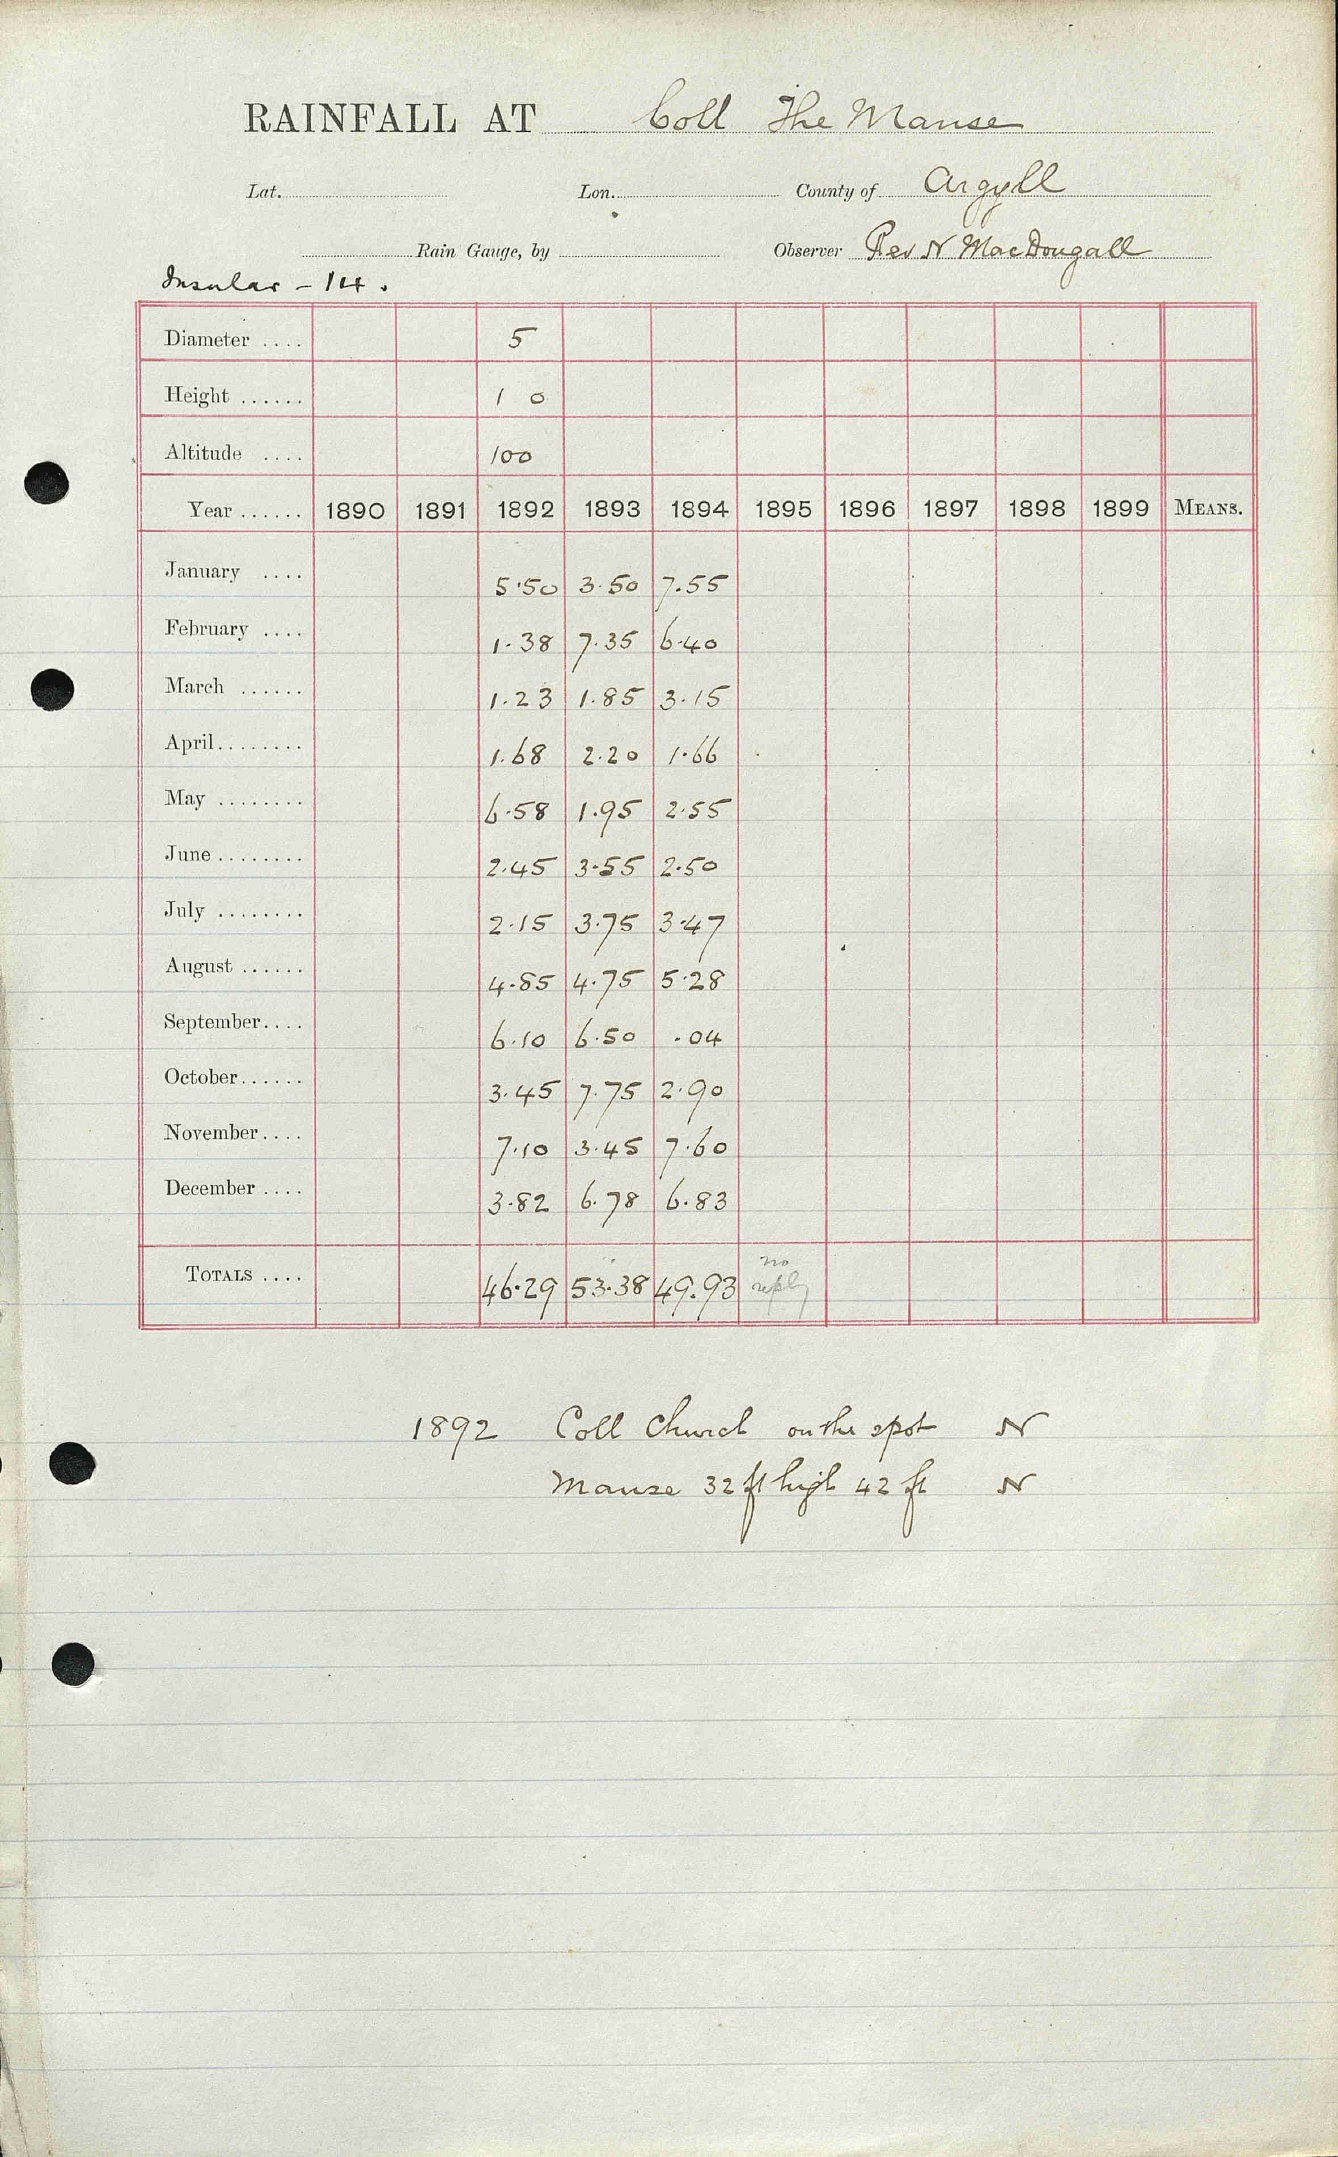 RAINFALL AT Coll The Manse
Lat. Lon. County of Argyll
Rain Gauge, by Observer Rev N MacDougall
Insular - 14.
Diameter .... 5
Height ...... 1 0
Altitude .... 100
Year ...... 1890 1891 1892 1893 1894 1895 1896 1897 1898 1899 MEANS.
January .... 5.50 3.50 7.55
February .... 1.38 7.35 6.40
March ...... 1.23 1.85 3.15
April........ 1.68 2.20 1.66
May ........ 6.58 1.95 2.55
June........ 2.45 3.55 2.50
July ........ 2.15 3.75 3.47
August ...... 4.85 4.75 5.28
September.... 6.10 6.50 .04
October...... 3.45 7.75 2.90
November.... 7.10 3.45 7.60
December .... 3.82 6.78 6.83
TOTALS .... 46.29 53.38 49.93 no reply
1892 Coll Church on the spot N
Manse 32 ft high 42 ft N